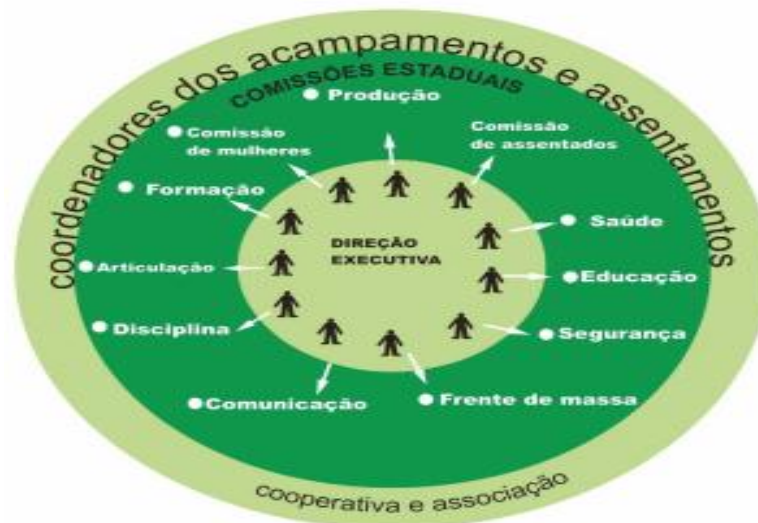 coordenadores dos acampamentos e assentamentos
COMISSÕES ESTADUAIS
Produção
Comissão
de mulheres
Comissão
de assentados
Formação
Saúde
DIREÇÃO
EXECUTIVA
Articulação
Educação
Disciplina
Segurança
Comunicação
Frente de massa
cooperativa e associação